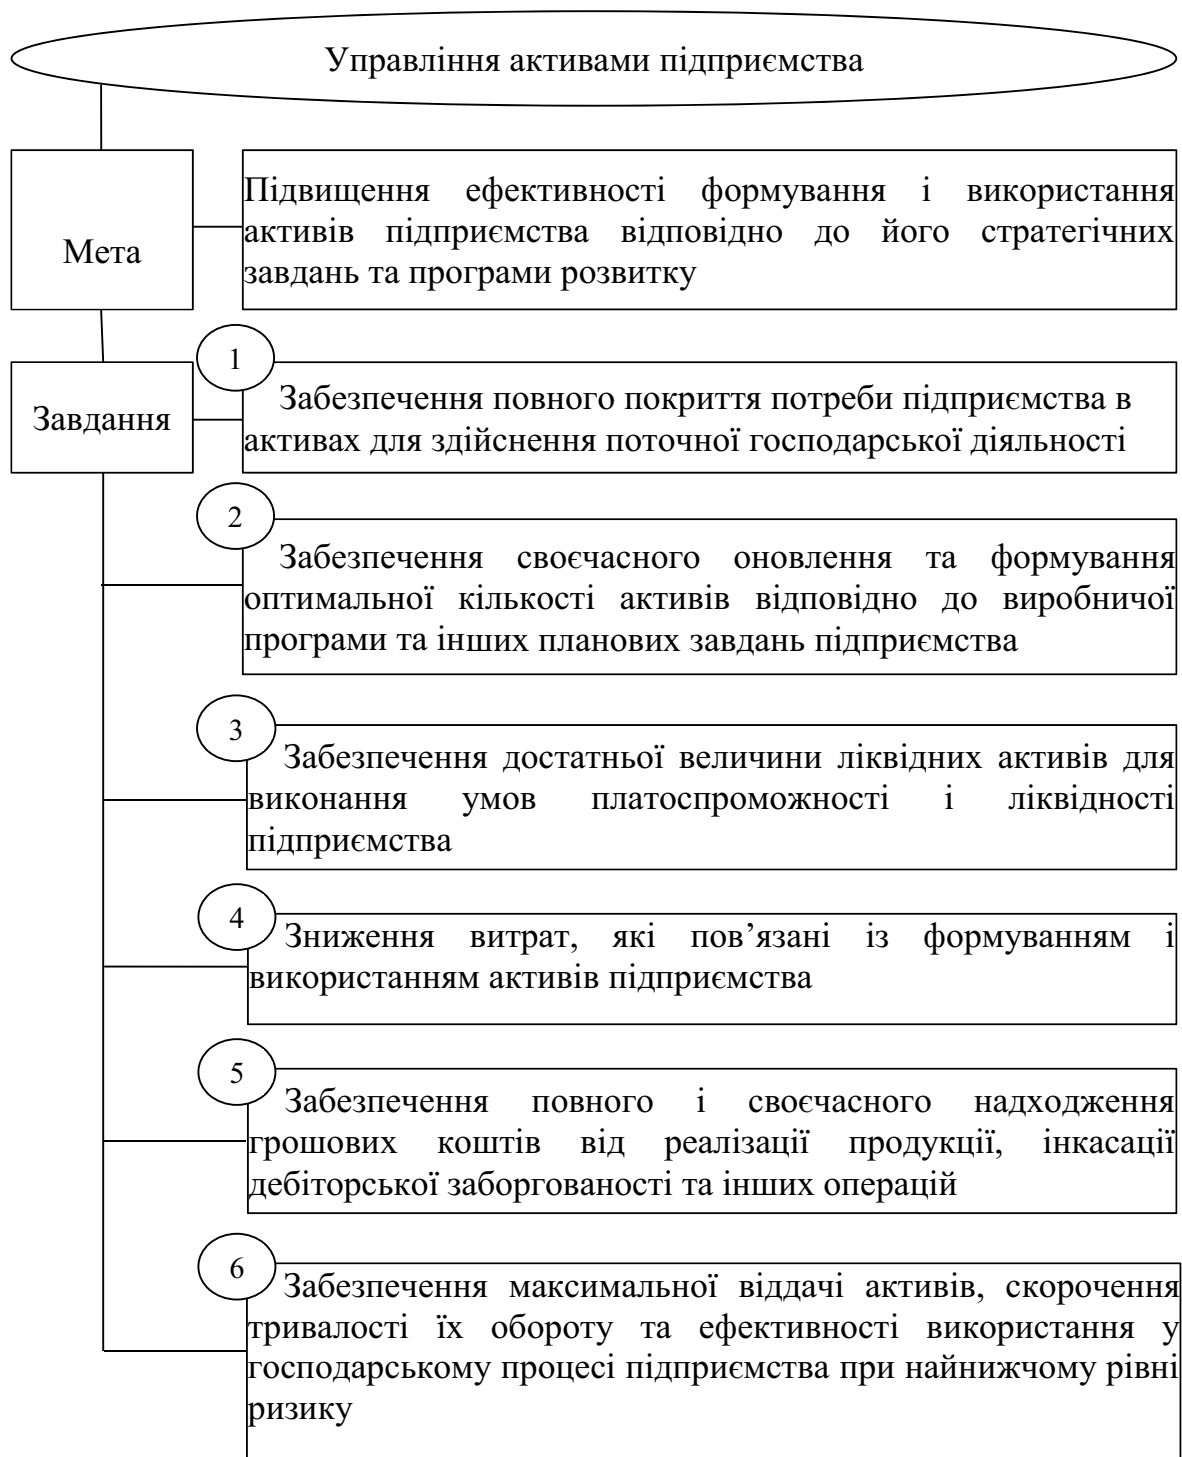 Управління активами підприємства
Мета
Підвищення ефективності формування і використання
активів підприємства відповідно до його стратегічних
завдань та програми розвитку
Завдання
1
Забезпечення повного покриття потреби підприємства в
активах для здійснення поточної господарської діяльності
2
Забезпечення своєчасного оновлення та формування
оптимальної кількості активів відповідно до виробничої
програми та інших планових завдань підприємства
3
Забезпечення достатньої величини ліквідних активів для
виконання умов платоспроможності і ліквідності
підприємства
4
Зниження витрат, які пов’язані із формуванням і
використанням активів підприємства
5
Забезпечення повного і своєчасного надходження
грошових коштів від реалізації продукції, інкасації
дебіторської заборгованості та інших операцій
6
Забезпечення максимальної віддачі активів, скорочення
тривалості їх обороту та ефективності використання у
господарському процесі підприємства при найнижчому рівні
ризику